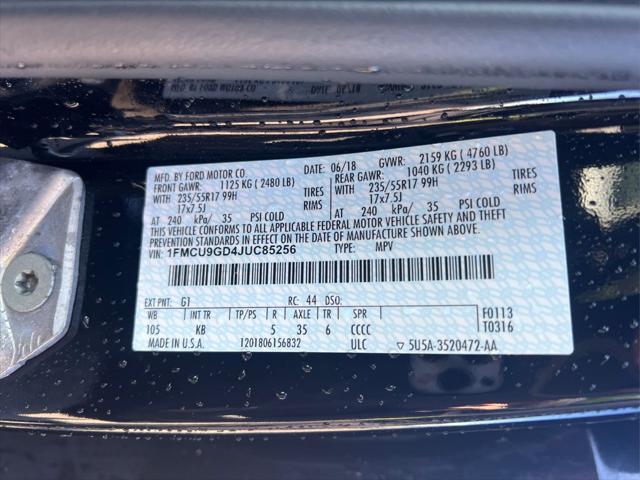 MFD. BY FORD MOTOR CO. DATE: 06/18 GVWR: 2159 KG ( 4760 LB)
FRONT GAWR: 1125 KG ( 2480 LB) REAR GAWR: 1040 KG ( 2293 LB)
WITH 235/55R17 99H TIRES WITH 235/55R17 99H TIRES
17x7.5J RIMS 17x7.5J RIMS
AT 240 kPa/ 35 PSI COLD AT 240 kPa/ 35 PSI COLD
THIS VEHICLE CONFORMS TO ALL APPLICABLE FEDERAL MOTOR VEHICLE SAFETY AND THEFT
PREVENTION STANDARDS IN EFFECT ON THE DATE OF MANUFACTURE SHOWN ABOVE.
VIN: 1FMCU9GD4JUC85256 TYPE: MPV
EXT PNT: G1 RC: 44 DSO:
WB INT TR TP/PS R AXLE TR SPR F0113
105 KB 5 35 6 CCCC T0316
MADE IN U.S.A. 1201806156832 ULC 5U5A-3520472-AA